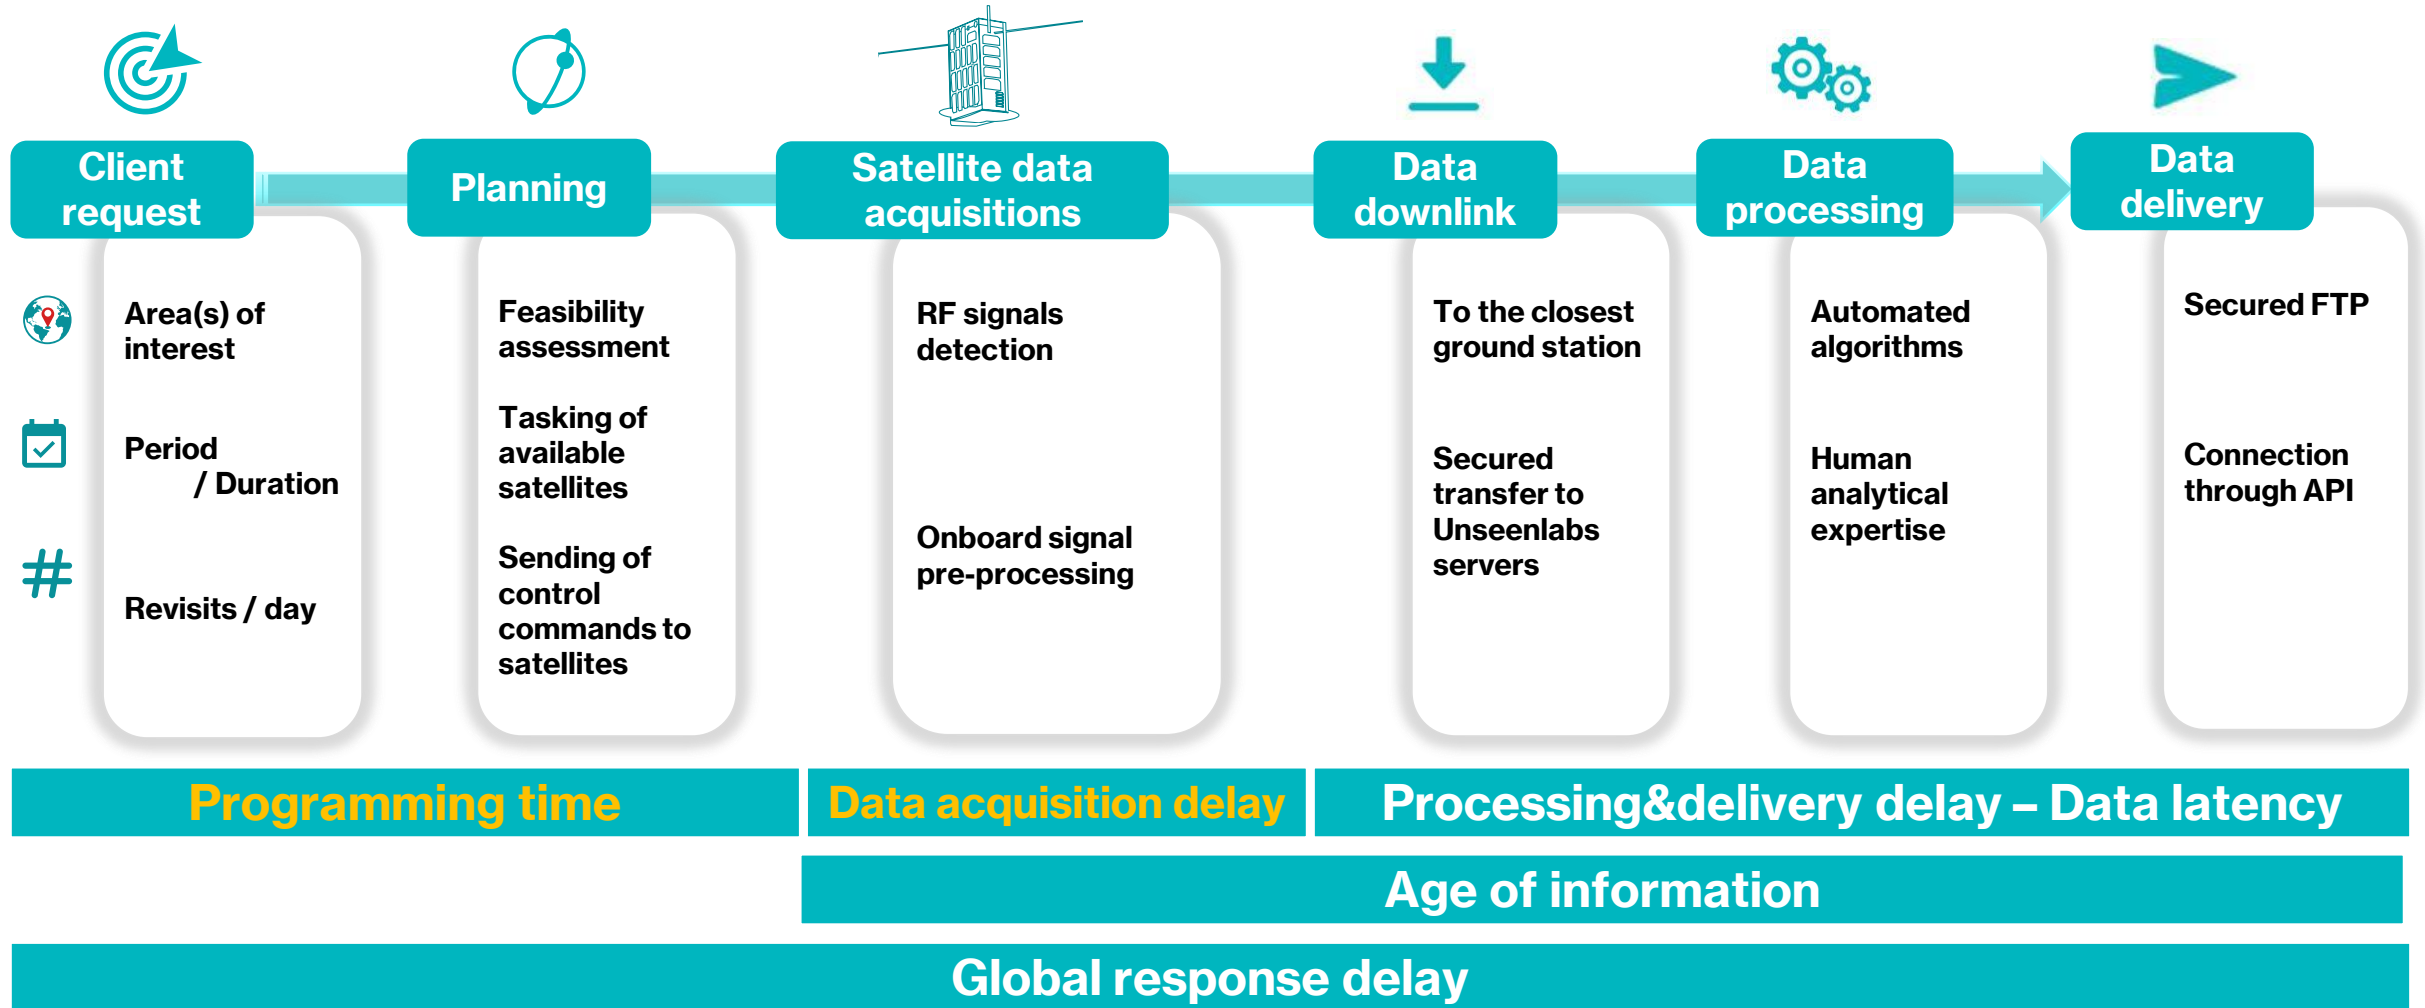 Client
request
Planning
Satellite data
acquisitions
Data
downlink
Data
processing
Data
delivery
Area(s) of
interest
Period
/ Duration
Revisits / day
Feasibility
assessment
Tasking of
available
satellites
Sending of
control
commands to
satellites
RF signals
detection
Onboard signal
pre-processing
To the closest
ground station
Secured
transfer to
Unseenlabs
servers
Automated
algorithms
Human
analytical
expertise
Secured FTP
Connection
through API
Programming time
Data acquisition delay
Processing&delivery delay – Data latency
Age of information
Global response delay